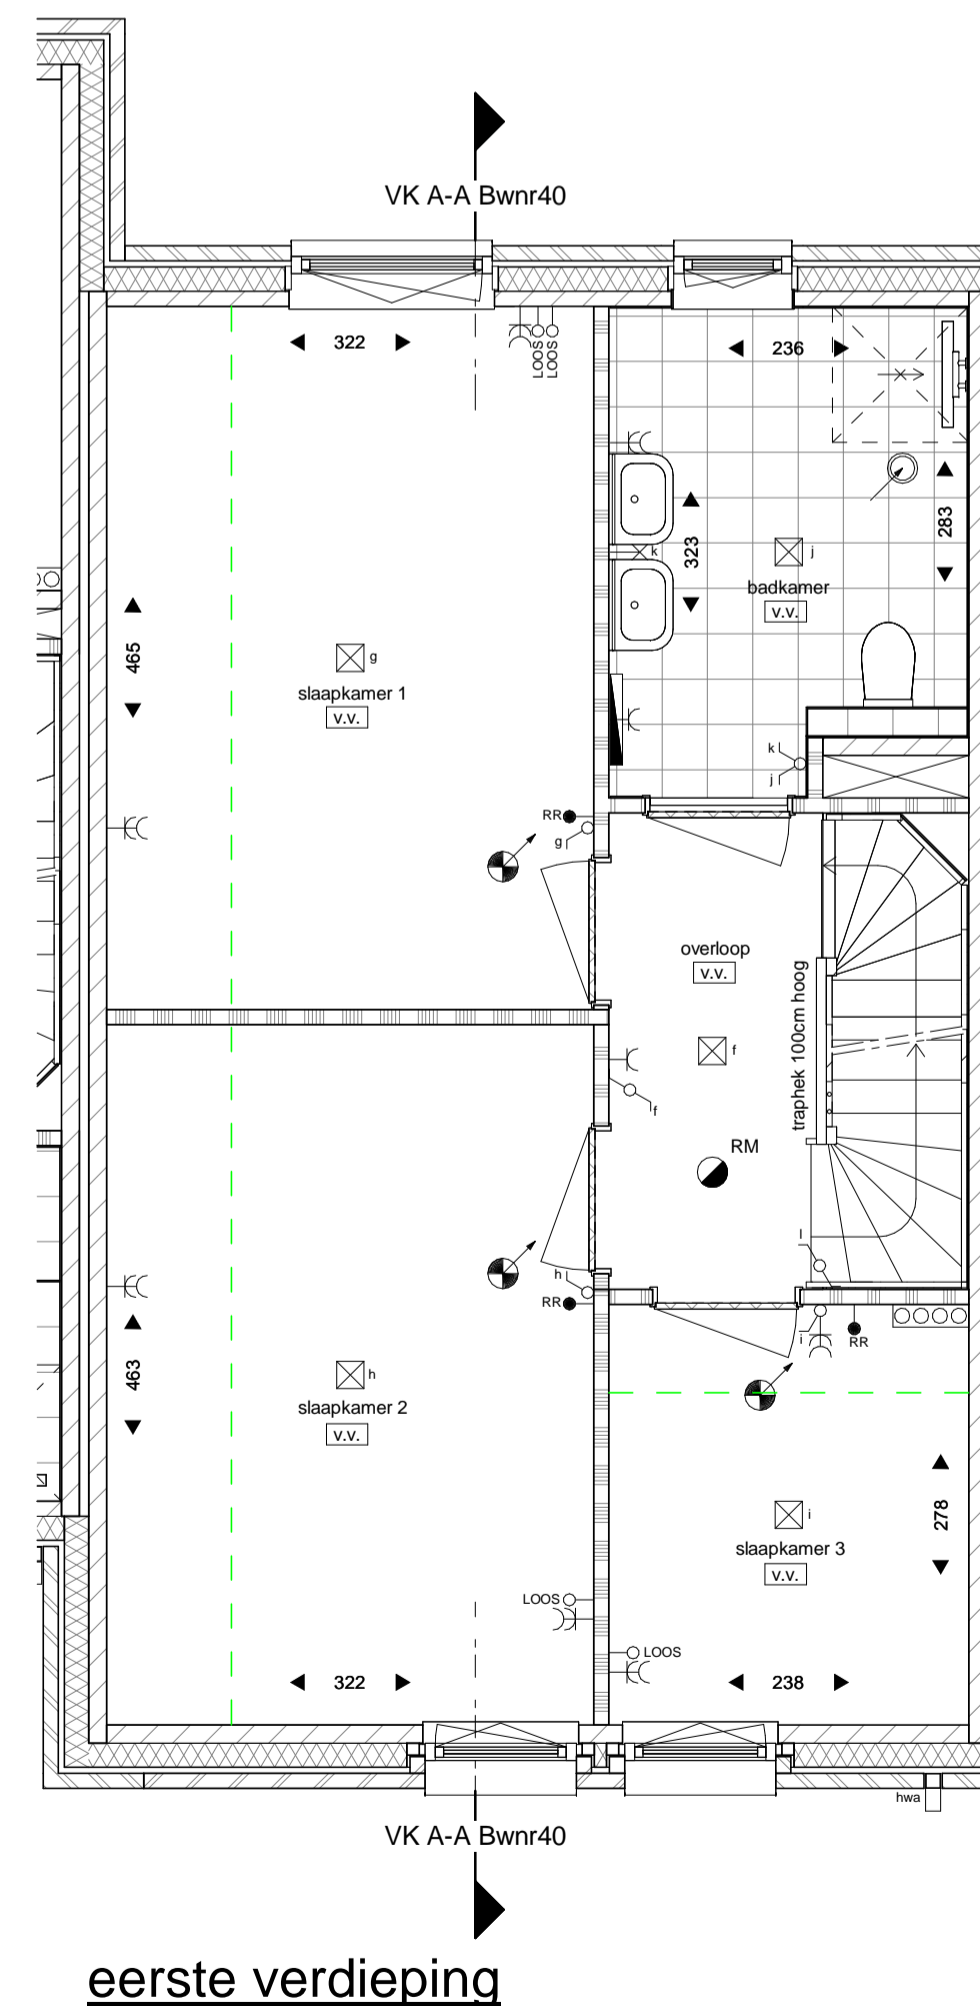 VK A-A Bwnr40
322
LOOS
LOOS
236
283
323
k
j
badkamer
v.v.
465
g
slaapkamer 1
v.v.
k
j
RR
g
overloop
v.v.
traphek 100cm hoog
f
f
RM
l
h
RR
i
RR
463
h
slaapkamer 2
v.v.
278
i
slaapkamer 3
v.v.
LOOS
LOOS
322
238
hwa
VK A-A Bwnr40
eerste verdieping